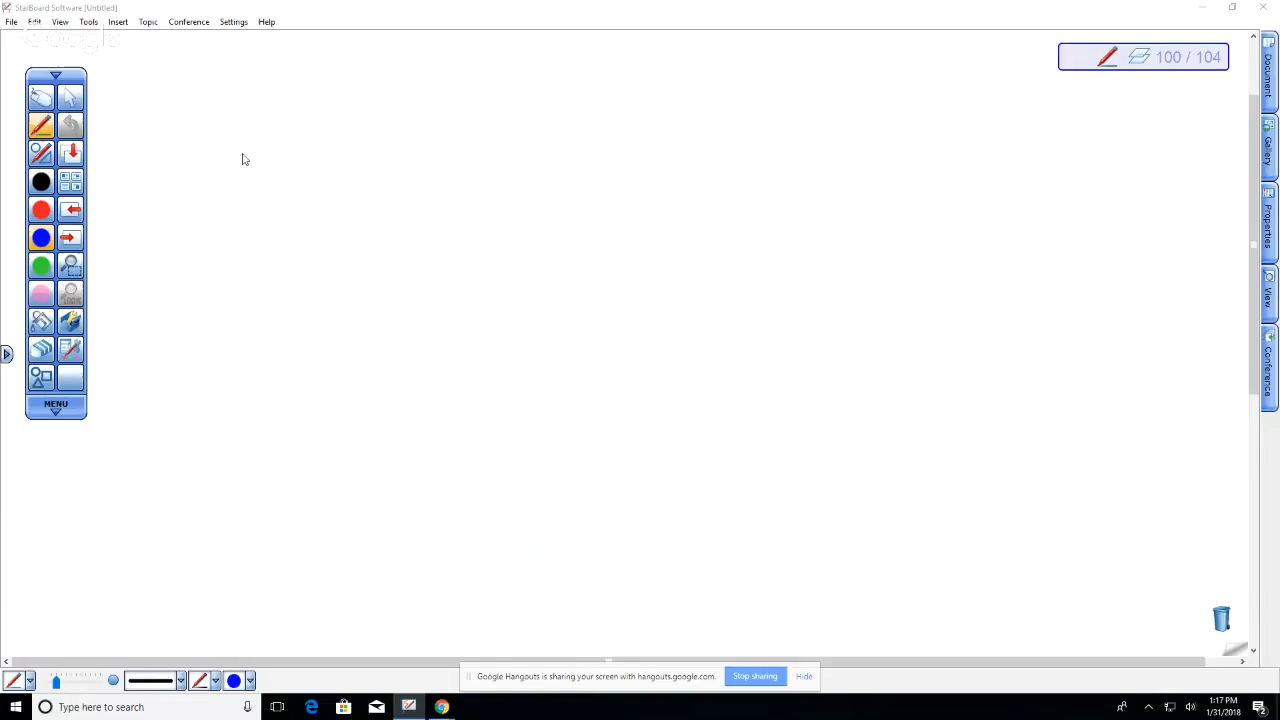 StarBoard Software [Untitled]
File Edit View Tools Insert Topic Conference Settings Help
100 / 104
Document
Gallery
Properties
View
Conference
MENU
Google Hangouts is sharing your screen with hangouts.google.com. Stop sharing Hide
Type here to search
1:17 PM
1/31/2018
2